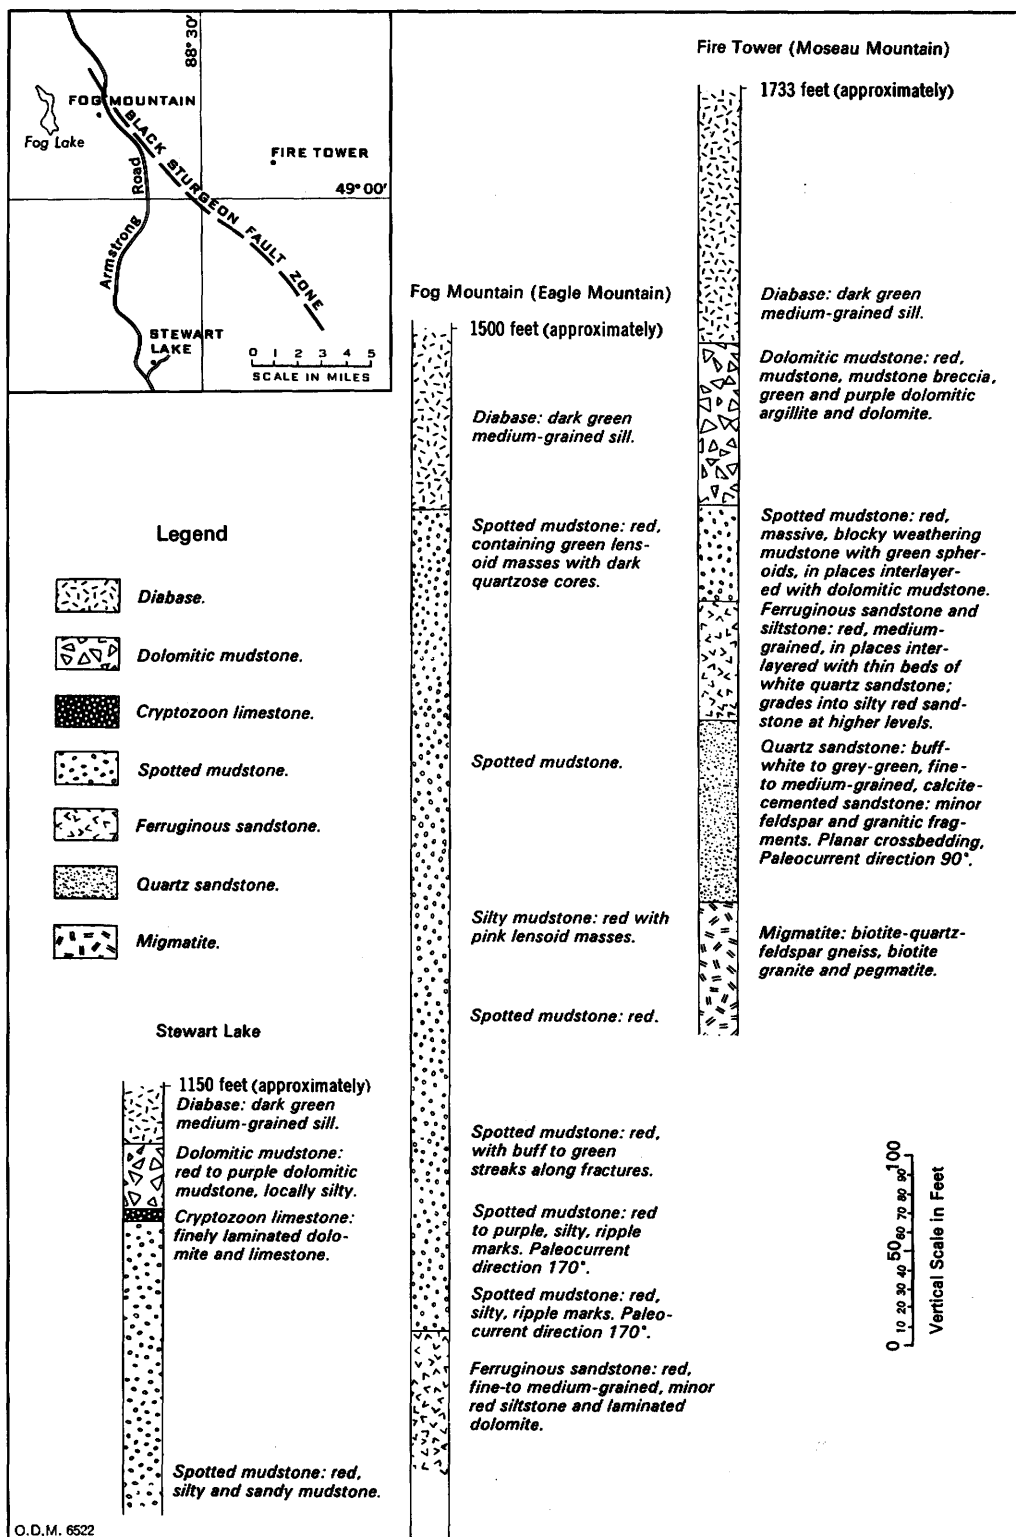 88° 30'
FOG MOUNTAIN
Fog Lake
BLACK STURGEON FAULT ZONE
FIRE TOWER
49° 00'
Armstrong Road
STEWART
LAKE
0 1 2 3 4 5
SCALE IN MILES
Fire Tower (Moseau Mountain)
1733 feet (approximately)
Diabase: dark green
medium-grained sill.
Dolomitic mudstone: red,
mudstone, mudstone breccia,
green and purple dolomitic
argillite and dolomite.
Spotted mudstone: red,
massive, blocky weathering
mudstone with green spher-
oids, in places interlayer-
ed with dolomitic mudstone.
Ferruginous sandstone and
siltstone: red, medium-
grained, in places inter-
layered with thin beds of
white quartz sandstone;
grades into silty red sand-
stone at higher levels.
Quartz sandstone: buff-
white to grey-green, fine-
to medium-grained, calcite-
cemented sandstone: minor
feldspar and granitic frag-
ments. Planar crossbedding,
Paleocurrent direction 90°.
Migmatite: biotite-quartz-
feldspar gneiss, biotite
granite and pegmatite.
Fog Mountain (Eagle Mountain)
1500 feet (approximately)
Diabase: dark green
medium-grained sill.
Spotted mudstone: red,
containing green lens-
oid masses with dark
quartzose cores.
Spotted mudstone.
Silty mudstone: red with
pink lensoid masses.
Spotted mudstone: red.
Spotted mudstone: red,
with buff to green
streaks along fractures.
Spotted mudstone: red
to purple, silty, ripple
marks. Paleocurrent
direction 170°.
Spotted mudstone: red,
silty, ripple marks. Paleo-
current direction 170°.
Ferruginous sandstone: red,
fine-to medium-grained, minor
red siltstone and laminated
dolomite.
Legend
Diabase.
Dolomitic mudstone.
Cryptozoon limestone.
Spotted mudstone.
Ferruginous sandstone.
Quartz sandstone.
Migmatite.
Stewart Lake
1150 feet (approximately)
Diabase: dark green
medium-grained sill.
Dolomitic mudstone:
red to purple dolomitic
mudstone, locally silty.
Cryptozoon limestone:
finely laminated dolo-
mite and limestone.
Spotted mudstone: red,
silty and sandy mudstone.
0 10 20 30 40 50 60 70 80 90 100
Vertical Scale in Feet
O.D.M. 6522